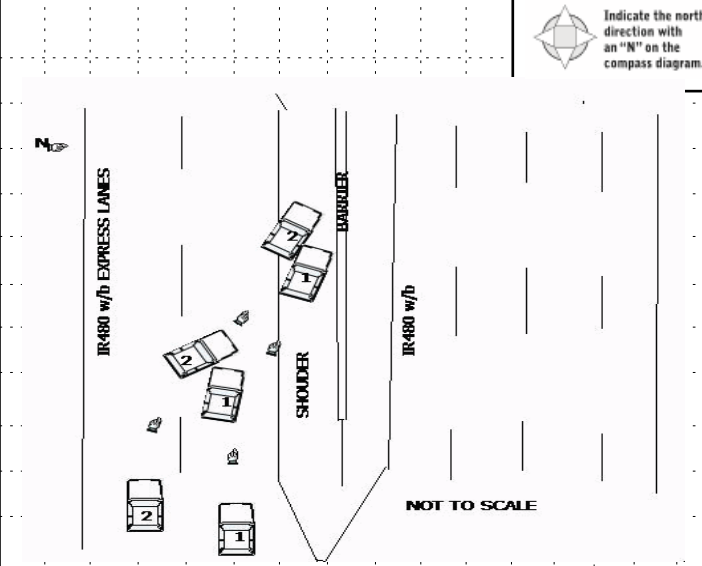 Indicate the north
direction with
an "N" on the
compass diagram.
N
IR480 w/b EXPRESS LANES
BARRIER
2
1
IR480 w/b
2
1
SHOUDER
2
1
NOT TO SCALE